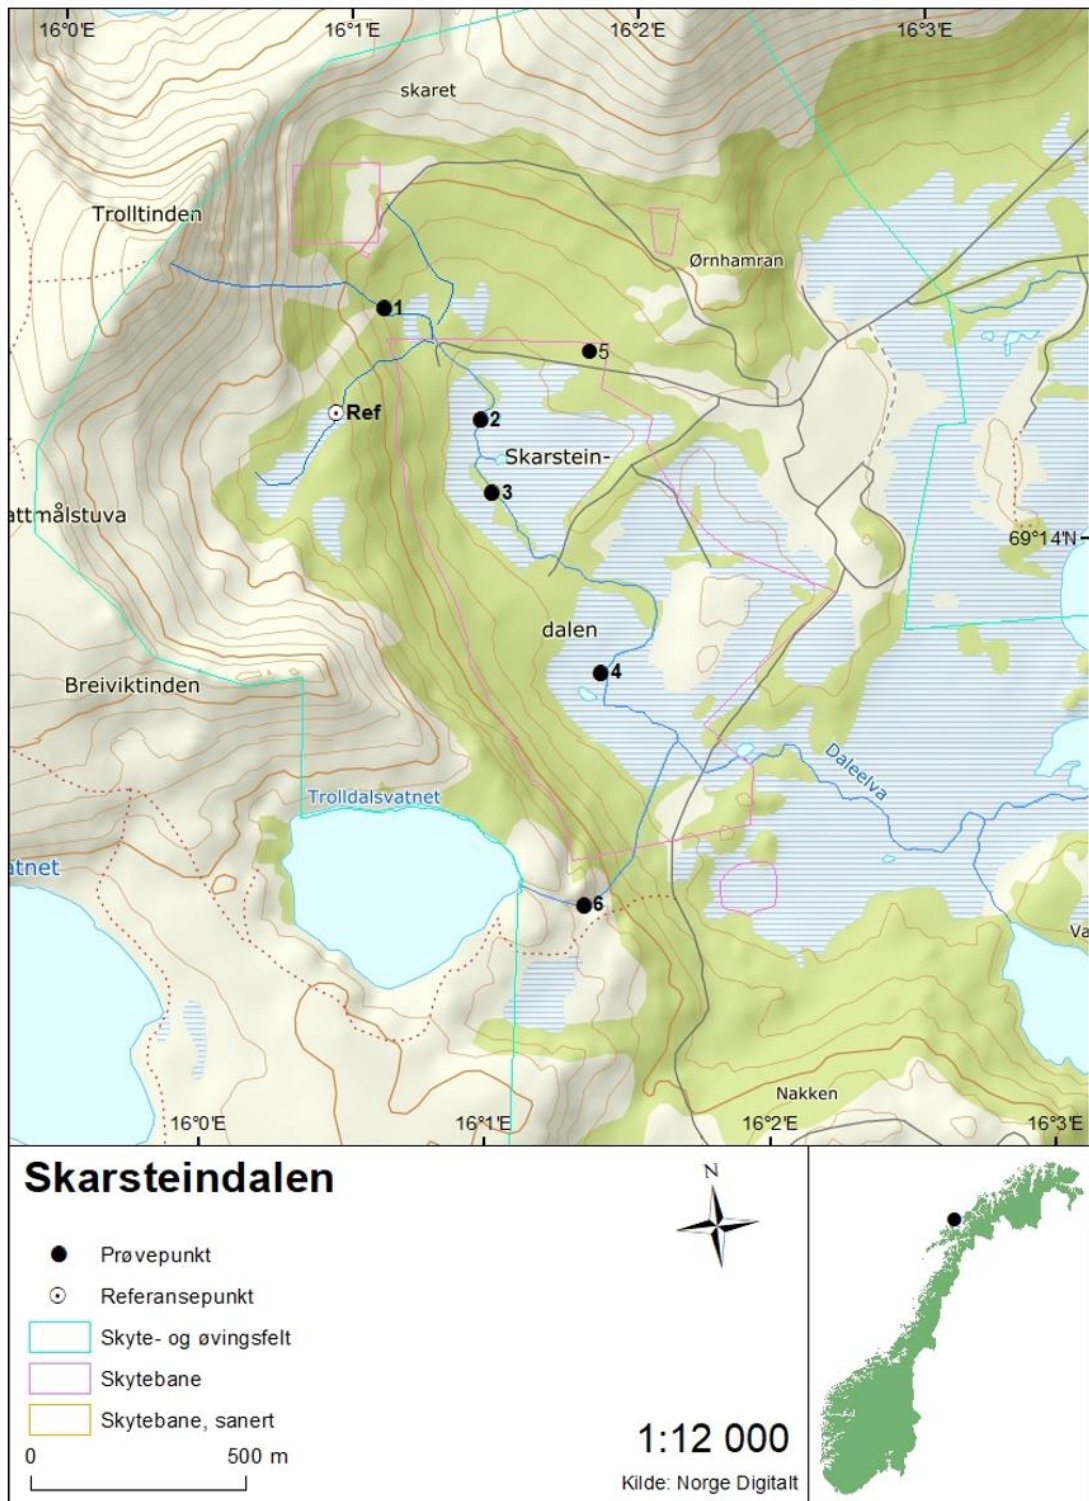 16°0'E 16°1'E 16°2'E 16°3'E
skaret
Trolltinden
Ørnhamran
1
5
Ref
2
Skarstein-
3
attmålstuva
69°14'N
dalen
4
Breiviktinden
Daleelva
Trolldalsvatnet
atnet
6
Va
Nakken
16°0'E 16°1'E 16°2'E 16°3'E
Skarsteindalen
N
Prøvepunkt
Referansepunkt
Skyte- og øvingsfelt
Skytebane
Skytebane, sanert
0 500 m
1:12 000
Kilde: Norge Digitalt